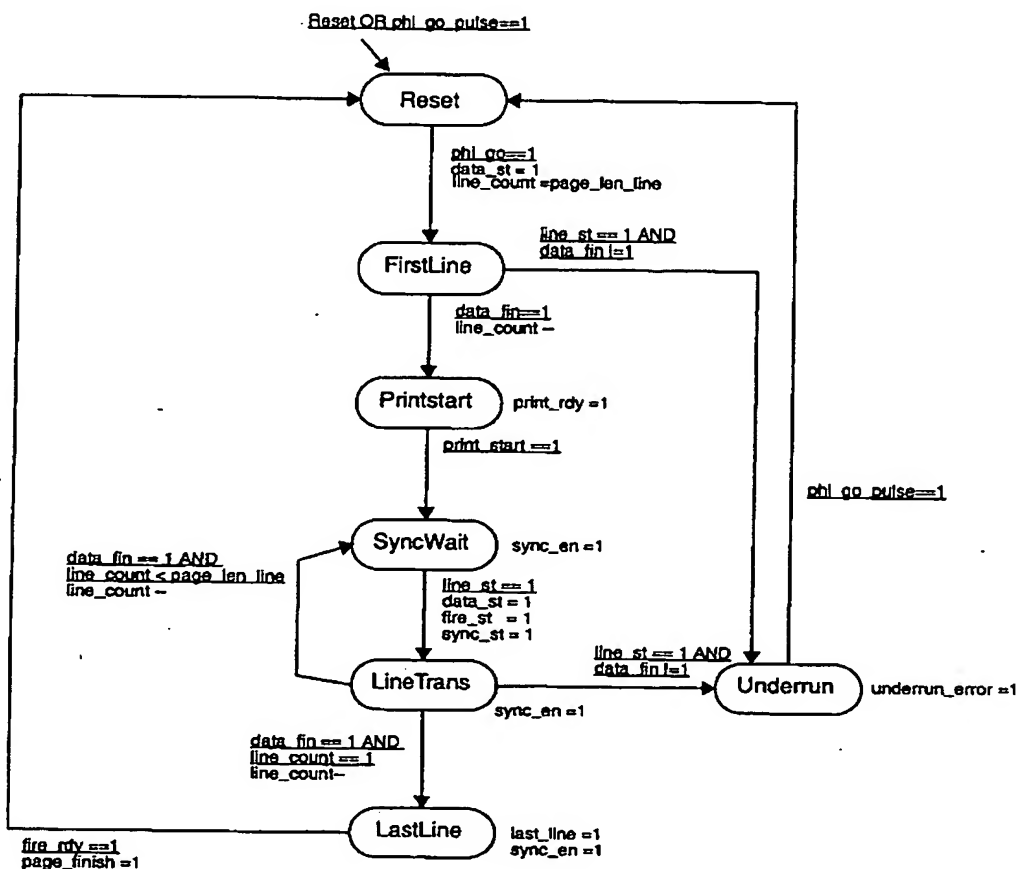 Reset OR phi_go_pulse==1
Reset
phi_go==1
data_st = 1
line_count =page_len_line
line_st == 1 AND
data_fin !=1
FirstLine
data_fin==1
line_count --
Printstart
print_rdy =1
print_start ==1
phi_go_pulse==1
SyncWait
sync_en =1
data_fin == 1 AND
line_count < page_len_line
line_count --
line_st == 1
data_st = 1
fire_st = 1
sync_st = 1
line_st == 1 AND
data_fin !=1
LineTrans
sync_en =1
Underrun
underrun_error =1
data_fin == 1 AND
line_count == 1
line_count--
LastLine
last_line =1
sync_en =1
fire_rdy ==1
page_finish =1